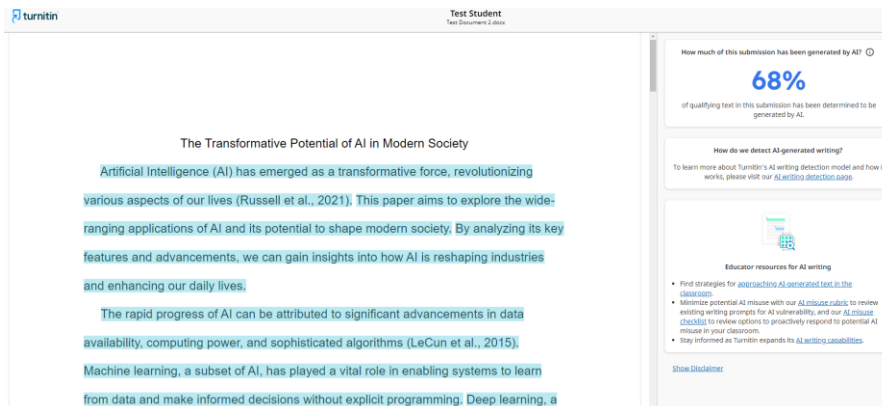 turnitin
Test Student
Test Document 2.docx
The Transformative Potential of AI in Modern Society
Artificial Intelligence (AI) has emerged as a transformative force, revolutionizing
various aspects of our lives (Russell et al., 2021). This paper aims to explore the wide-
ranging applications of AI and its potential to shape modern society. By analyzing its key
features and advancements, we can gain insights into how AI is reshaping industries
and enhancing our daily lives.
The rapid progress of AI can be attributed to significant advancements in data
availability, computing power, and sophisticated algorithms (LeCun et al., 2015).
Machine learning, a subset of AI, has played a vital role in enabling systems to learn
from data and make informed decisions without explicit programming. Deep learning, a
How much of this submission has been generated by AI?
68%
of qualifying text in this submission has been determined to be
generated by AI.
How do we detect AI-generated writing?
To learn more about Turnitin's AI writing detection model and how
works, please visit our AI writing detection page.
Educator resources for AI writing
• Find strategies for approaching AI-generated text in the
classroom.
• Minimize potential AI misuse with our AI misuse rubric to review
existing writing prompts for AI vulnerability, and our AI misuse
checklist to review options to proactively respond to potential AI
misuse in your classroom.
• Stay informed as Turnitin expands its AI writing capabilities.
Show Disclaimer